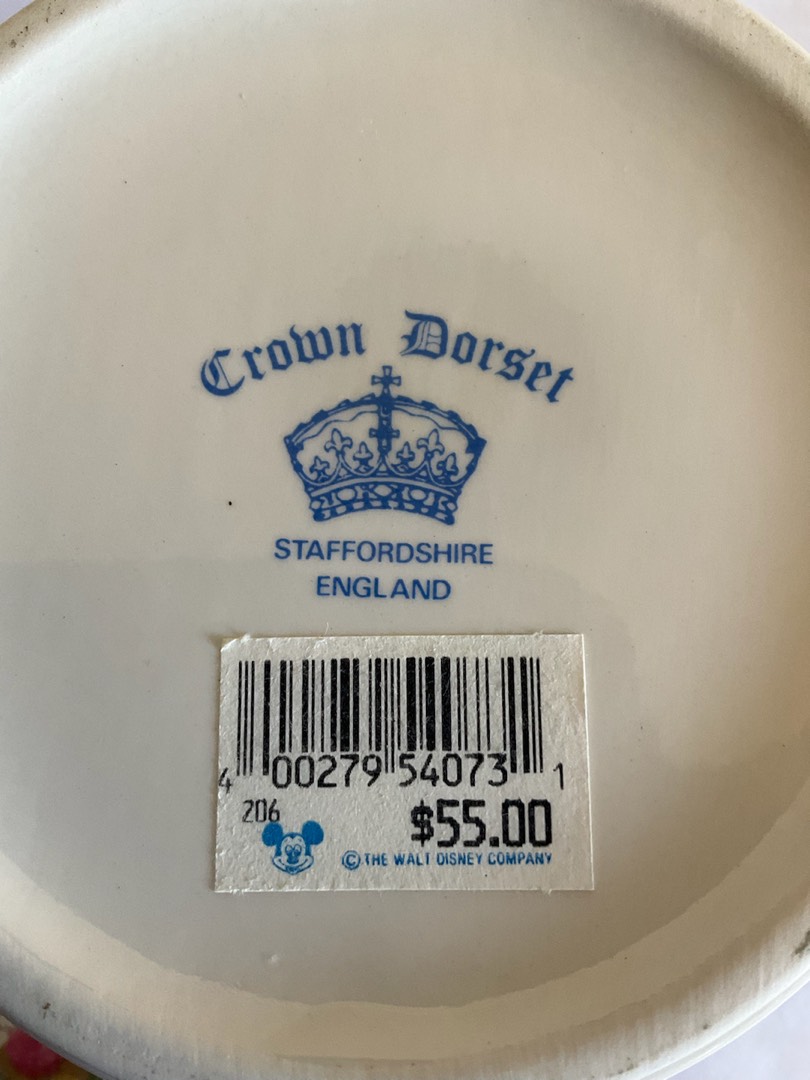 Crown Dorset
STAFFORDSHIRE
ENGLAND
4 00279 54073 1
206
$55.00
© THE WALT DISNEY COMPANY